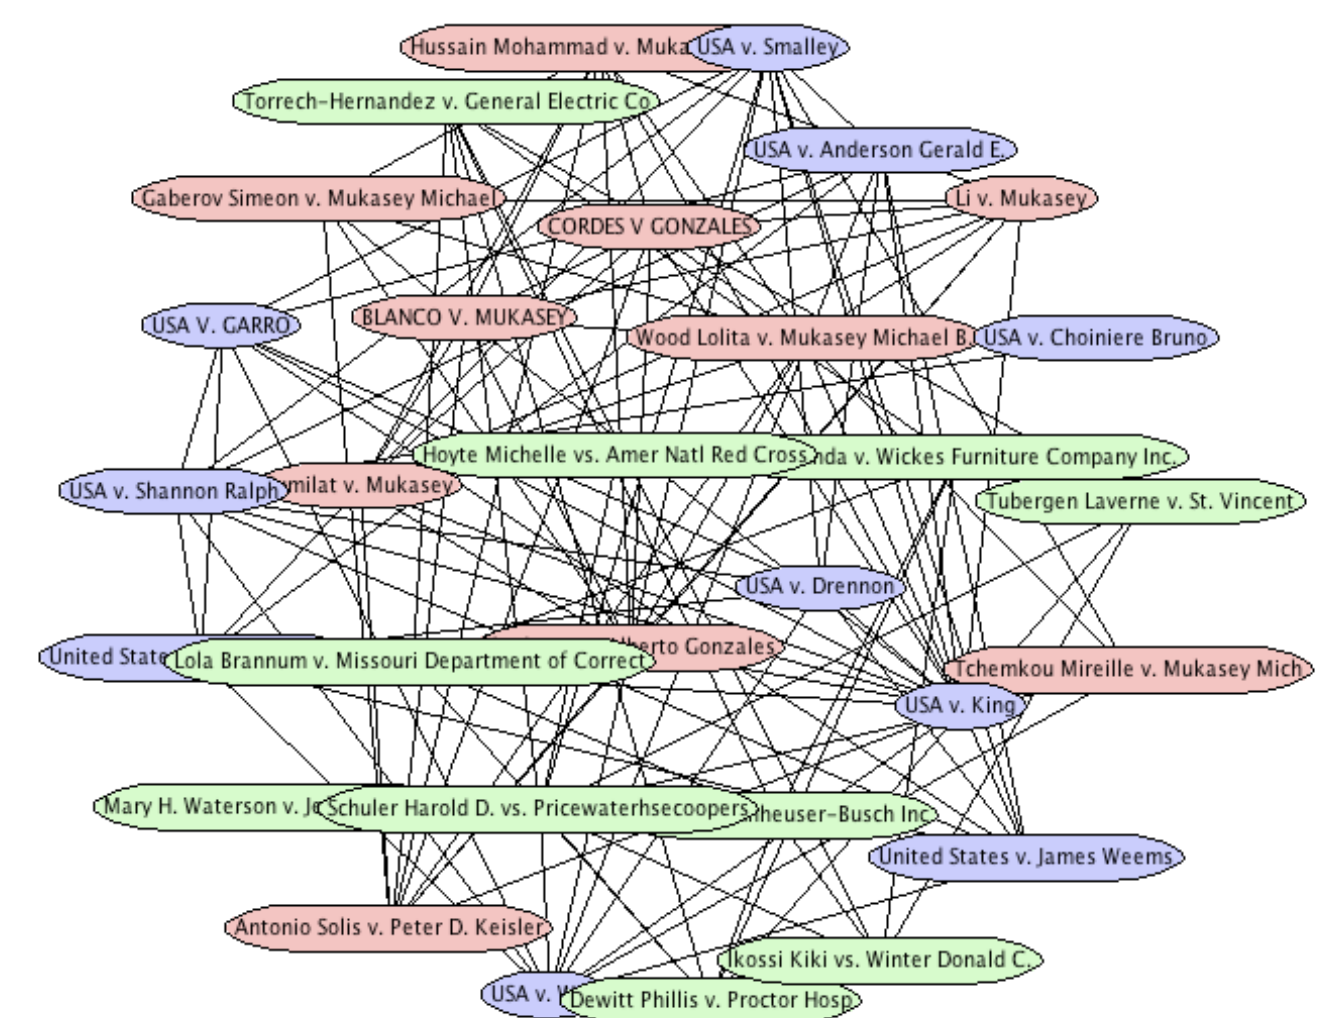 Hussain Mohammad v. Muka
USA v. Smalley
Torrech-Hernandez v. General Electric Co
USA v. Anderson Gerald E.
Gaberov Simeon v. Mukasey Michael
Li v. Mukasey
CORDES V GONZALES
USA V. GARRO
BLANCO V. MUKASEY
Wood Lolita v. Mukasey Michael B.
USA v. Choiniere Bruno
Hoyte Michelle vs. Amer Natl Red Cross
nda v. Wickes Furniture Company Inc.
USA v. Shannon Ralph
milat v. Mukasey
Tubergen Laverne v. St. Vincent
USA v. Drennon
United State
Lola Brannum v. Missouri Department of Correct
berto Gonzales
Tchemkou Mireille v. Mukasey Mich
USA v. King
Mary H. Waterson v. Jo
Schuler Harold D. vs. Pricewaterhsecoopers
heuser-Busch Inc
United States v. James Weems
Antonio Solis v. Peter D. Keisler
Ikossi Kiki vs. Winter Donald C.
USA v. W
Dewitt Phillis v. Proctor Hosp